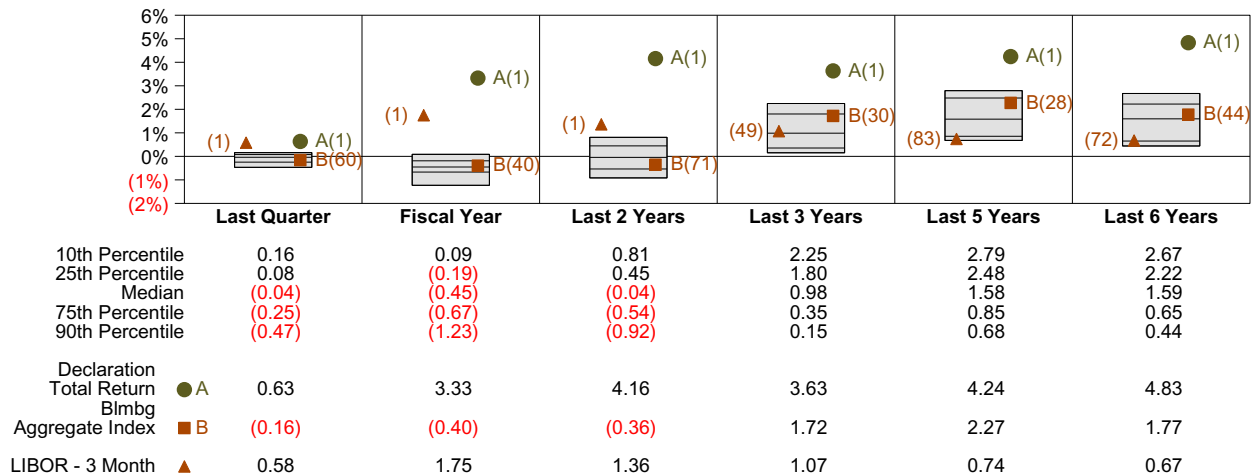 6%
5%
4%
3%
2%
1%
0%
(1%)
(2%)
(1)
A(1)
B(60)
(1)
A(1)
B(40)
(1)
A(1)
B(71)
(49)
A(1)
B(30)
(83)
A(1)
B(28)
(72)
A(1)
B(44)
Last Quarter Fiscal Year Last 2 Years Last 3 Years Last 5 Years Last 6 Years
10th Percentile 0.16 0.09 0.81 2.25 2.79 2.67
25th Percentile 0.08 (0.19) 0.45 1.80 2.48 2.22
Median (0.04) (0.45) (0.04) 0.98 1.58 1.59
75th Percentile (0.25) (0.67) (0.54) 0.35 0.85 0.65
90th Percentile (0.47) (1.23) (0.92) 0.15 0.68 0.44
Declaration
Total Return A 0.63 3.33 4.16 3.63 4.24 4.83
Blmbg
Aggregate Index B (0.16) (0.40) (0.36) 1.72 2.27 1.77
LIBOR - 3 Month 0.58 1.75 1.36 1.07 0.74 0.67